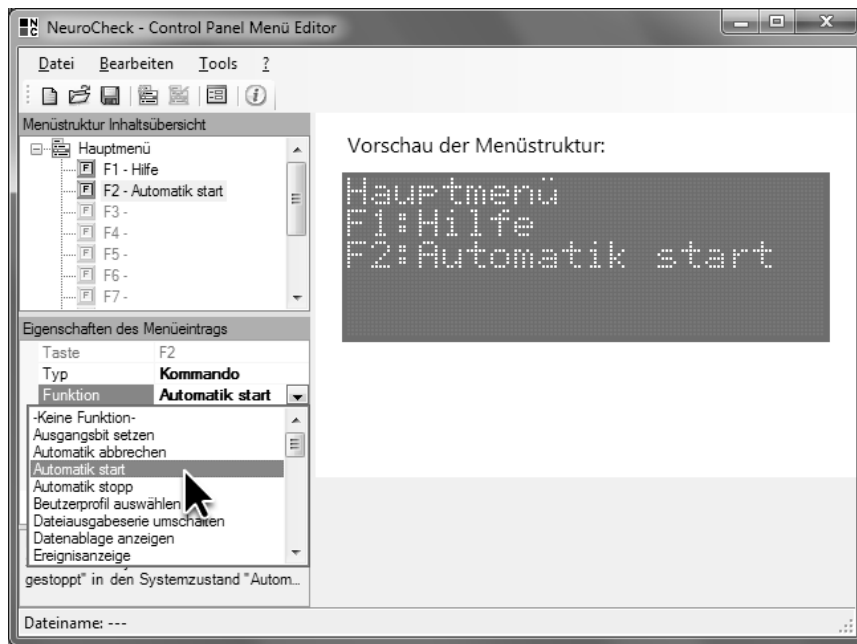 NeuroCheck - Control Panel Menü Editor
Datei Bearbeiten Tools ?
Menüstruktur Inhaltsübersicht
Hauptmenü
F1 - Hilfe
F2 - Automatik start
F3 -
F4 -
F5 -
F6 -
F7 -
Vorschau der Menüstruktur:
Hauptmenü
F1:Hilfe
F2:Automatik start
Eigenschaften des Menüeintrags
Taste F2
Typ Kommando
Funktion Automatik start
-Keine Funktion-
Ausgangsbit setzen
Automatik abbrechen
Automatik start
Automatik stopp
Beutzerprofil auswählen
Dateiausgabeserie umschalten
Datenablage anzeigen
Ereignisanzeige
gestoppt" in den Systemzustand "Autom...
Dateiname: ---